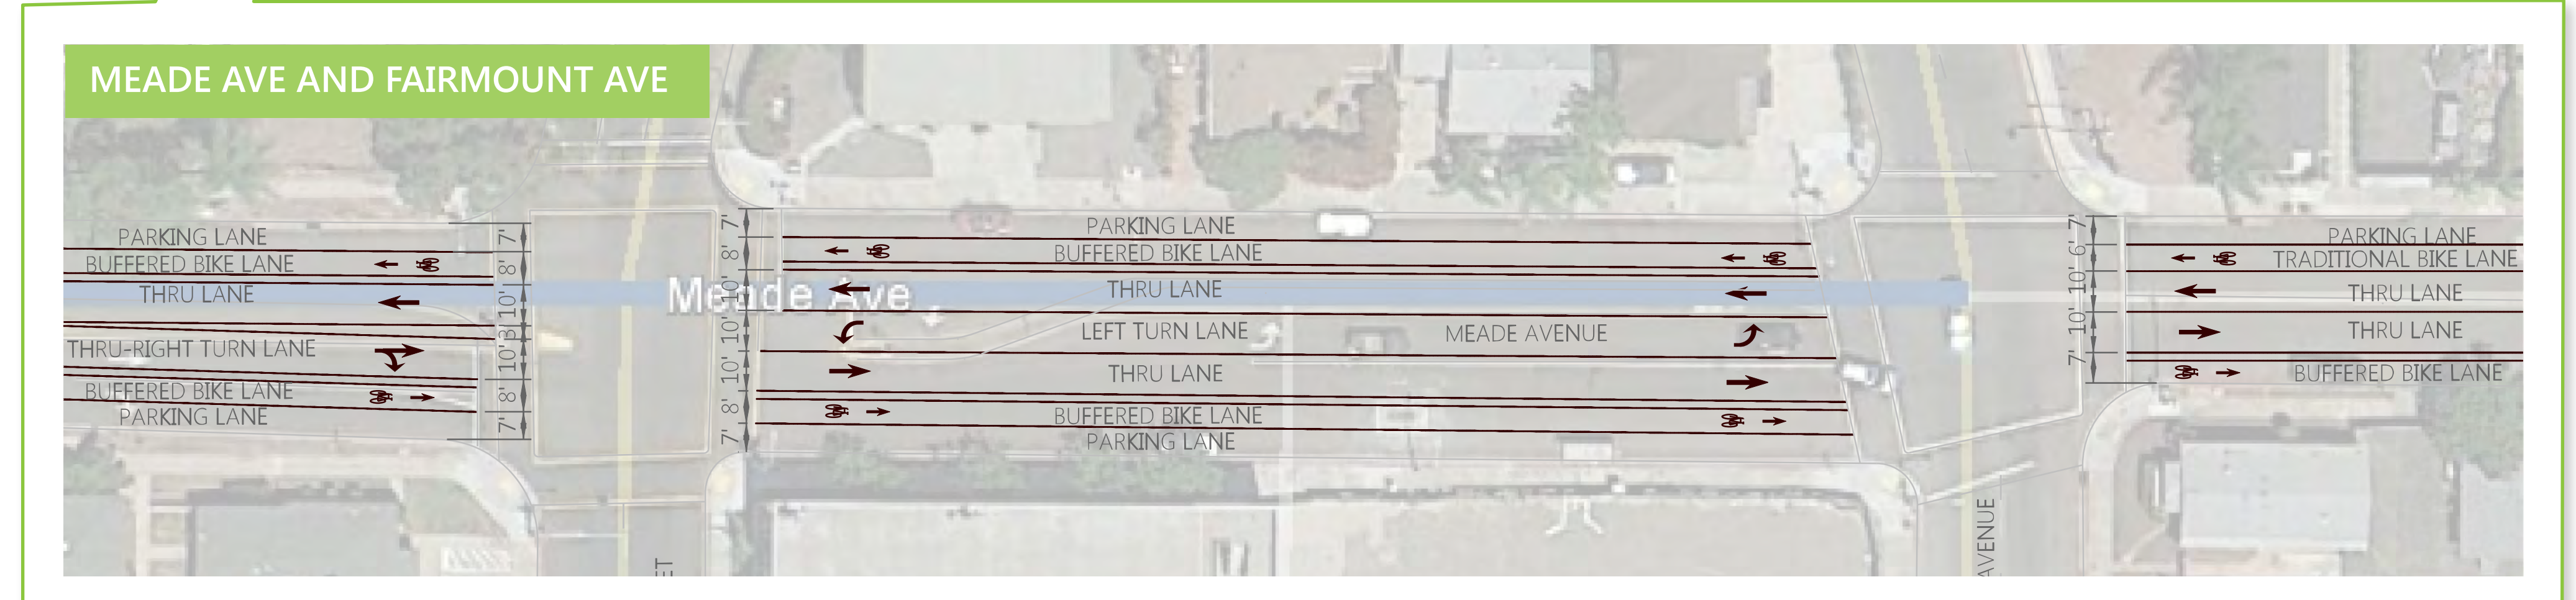 MEADE AVE AND FAIRMOUNT AVE
PARKING LANE
BUFFERED BIKE LANE
THRU LANE
THRU-RIGHT TURN LANE
BUFFERED BIKE LANE
PARKING LANE
7'
8'
10'
3'
10'
8'
7'
Meade Ave
7'
8'
10'
10'
10'
8'
7'
PARKING LANE
BUFFERED BIKE LANE
THRU LANE
LEFT TURN LANE
MEADE AVENUE
THRU LANE
BUFFERED BIKE LANE
PARKING LANE
7'
6'
10'
10'
7'
PARKING LANE
TRADITIONAL BIKE LANE
THRU LANE
THRU LANE
BUFFERED BIKE LANE
ET
AVENUE